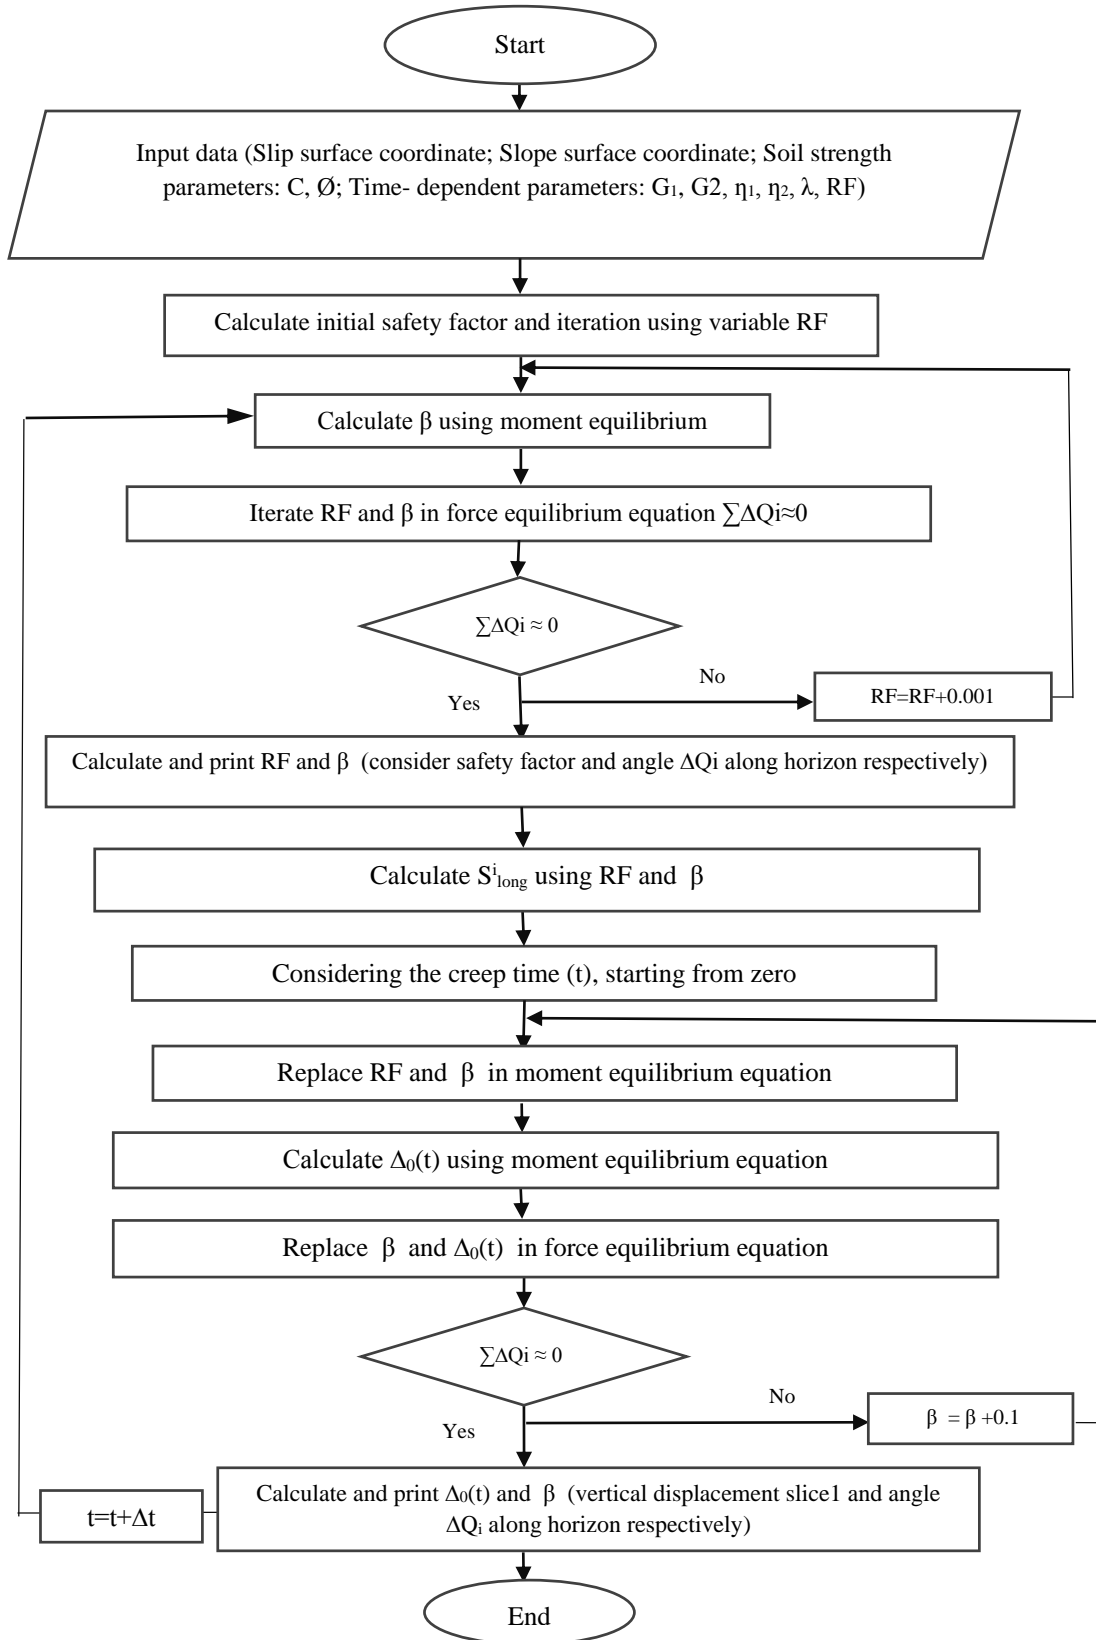 Start
Input data (Slip surface coordinate; Slope surface coordinate; Soil strength
parameters: C, Ø; Time- dependent parameters: G₁, G2, η₁, η₂, λ, RF)
Calculate initial safety factor and iteration using variable RF
Calculate β using moment equilibrium
Iterate RF and β in force equilibrium equation ∑ΔQi≈0
∑ΔQi ≈ 0
No
RF=RF+0.001
Yes
Calculate and print RF and β (consider safety factor and angle ΔQi along horizon respectively)
Calculate Sⁱlong using RF and β
Considering the creep time (t), starting from zero
Replace RF and β in moment equilibrium equation
Calculate Δ₀(t) using moment equilibrium equation
Replace β and Δ₀(t) in force equilibrium equation
∑ΔQi ≈ 0
No
β = β +0.1
Yes
Calculate and print Δ₀(t) and β (vertical displacement slice1 and angle
ΔQᵢ along horizon respectively)
t=t+Δt
End